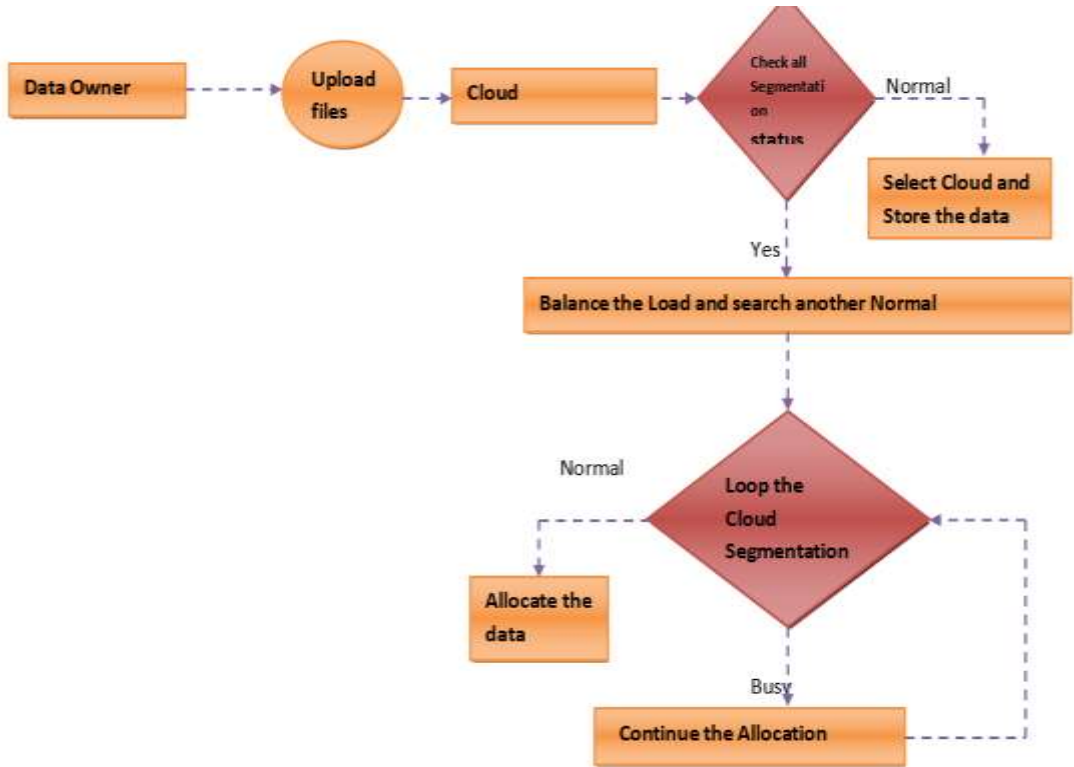 Data Owner
Upload
files
Cloud
Check all
Segmentati
on
status
Normal
Select Cloud and
Store the data
Yes
Balance the Load and search another Normal
Normal
Loop the
Cloud
Segmentation
Allocate the
data
Busy
Continue the Allocation